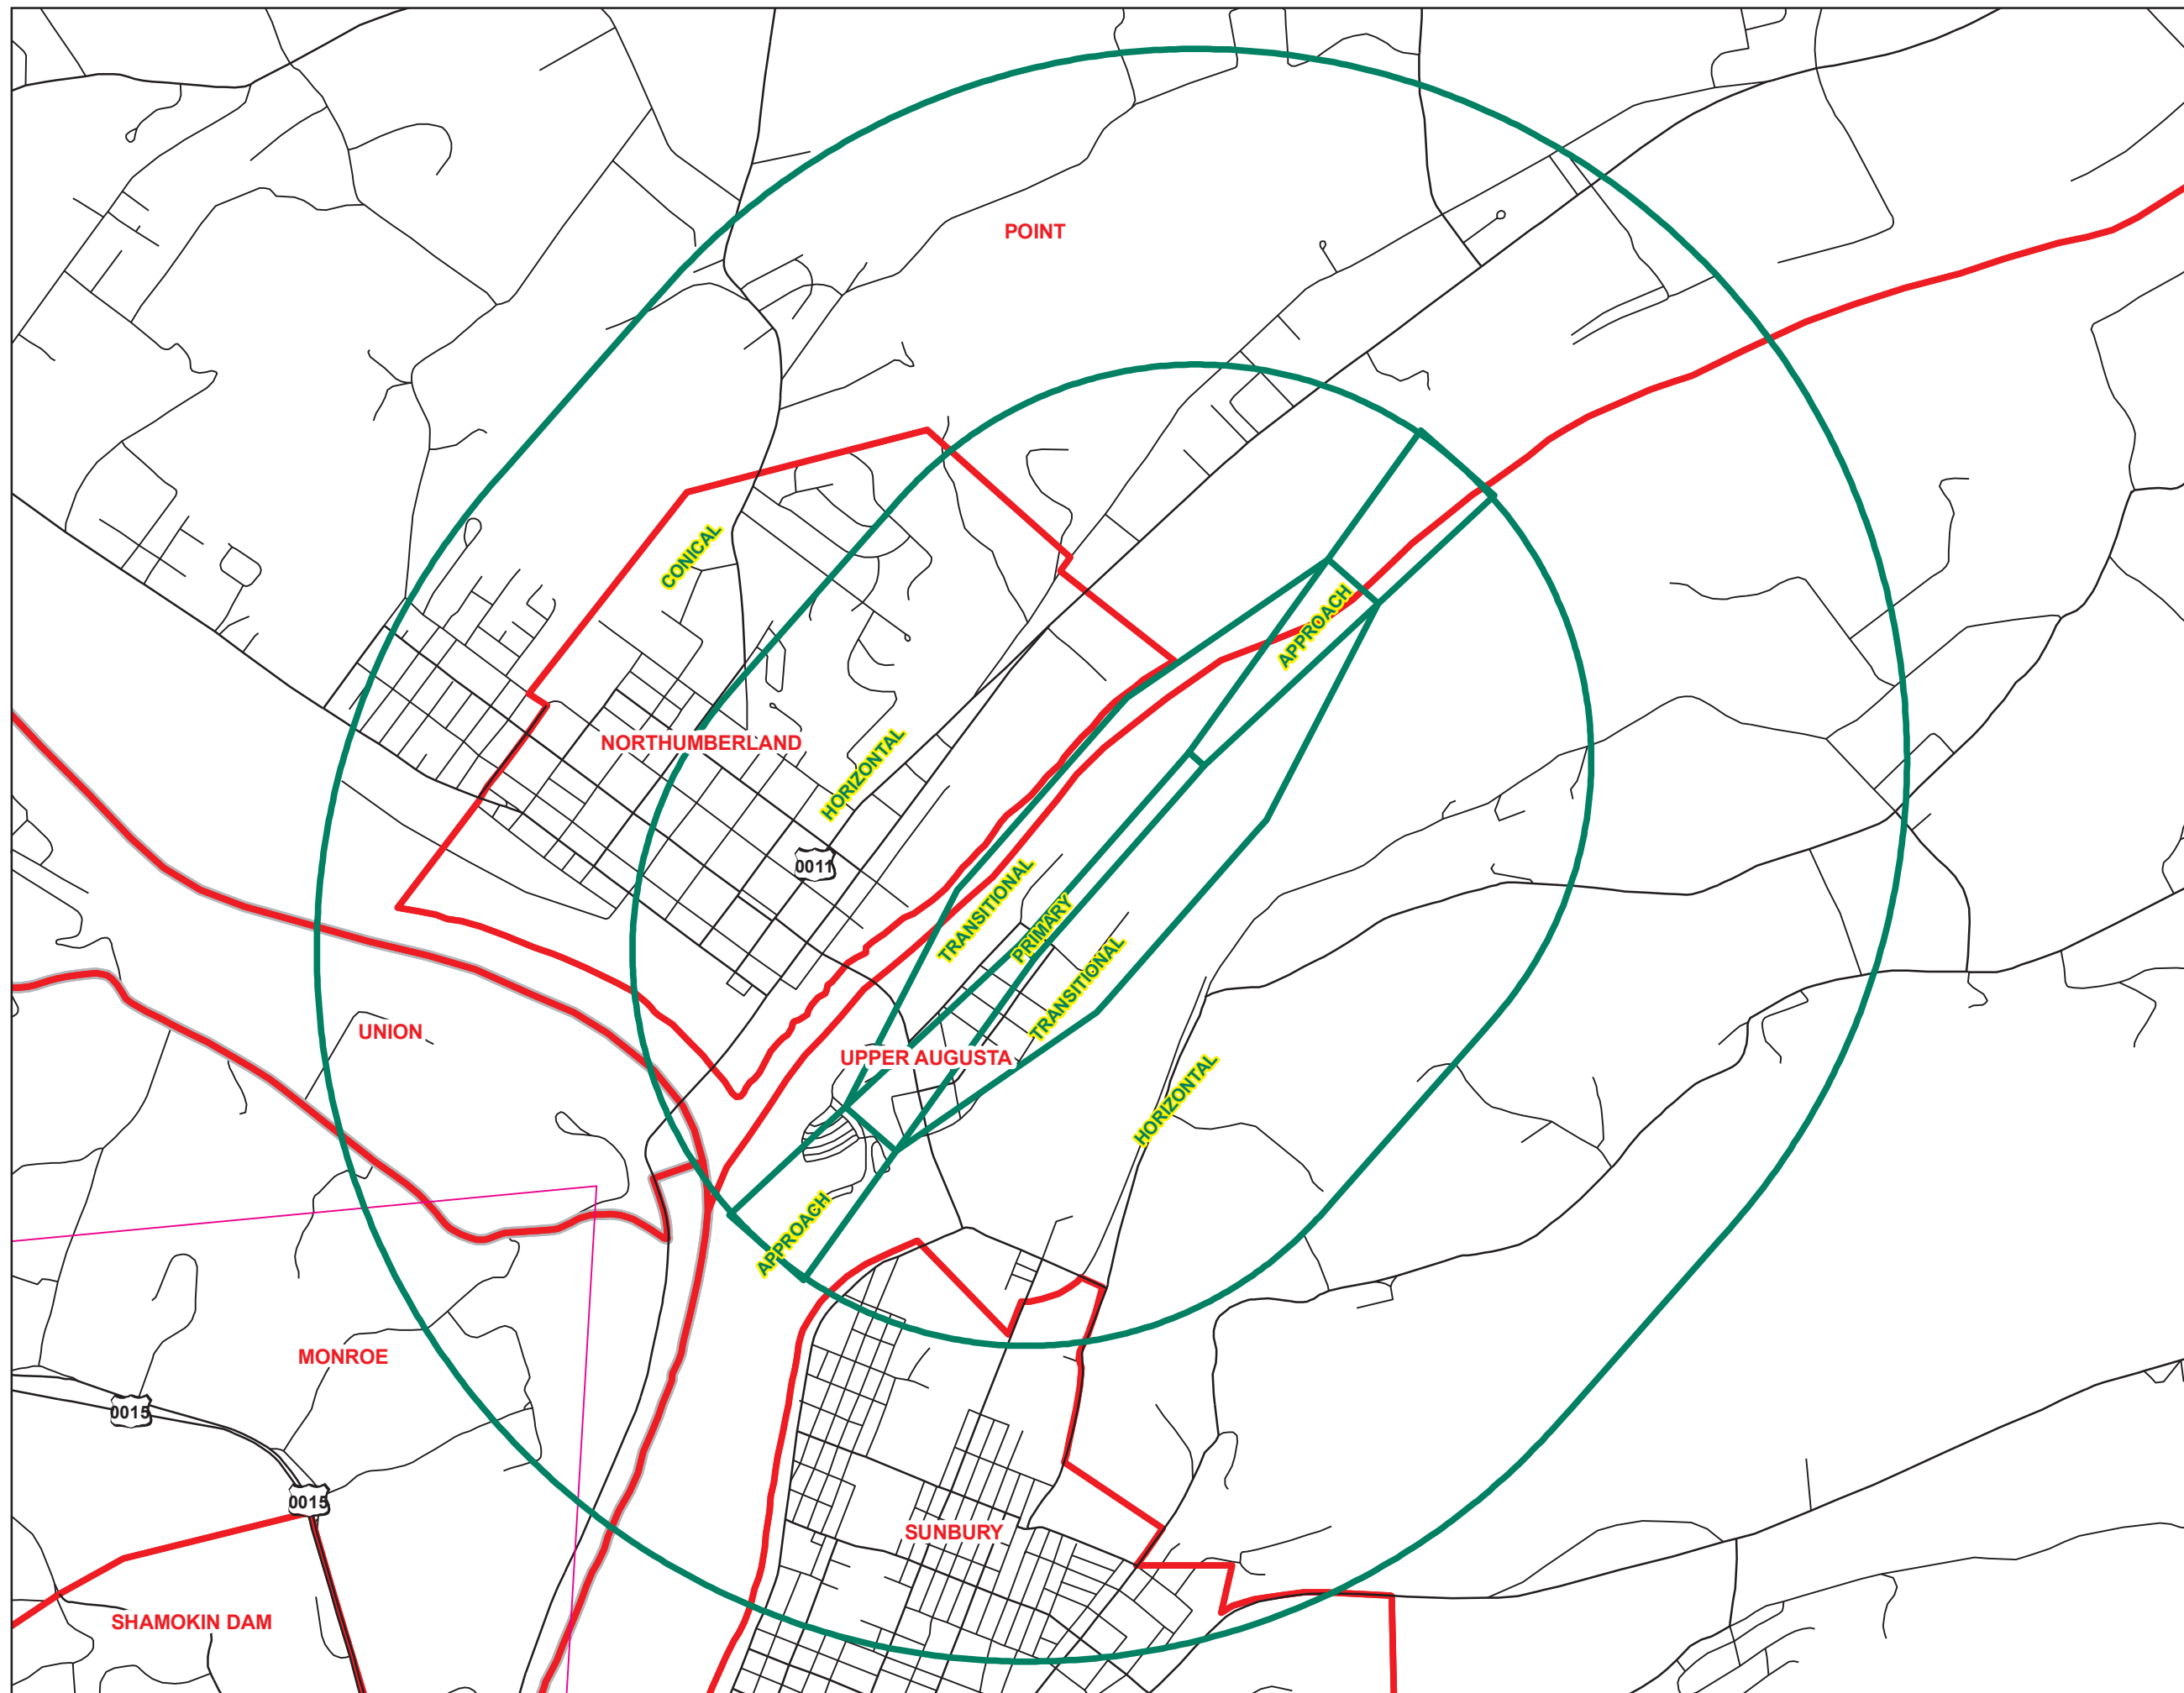 POINT
CONICAL
APPROACH
NORTHUMBERLAND
HORIZONTAL
0011
TRANSITIONAL
PRIMARY
TRANSITIONAL
UNION
UPPER AUGUSTA
HORIZONTAL
APPROACH
MONROE
0015
0015
SUNBURY
SHAMOKIN DAM